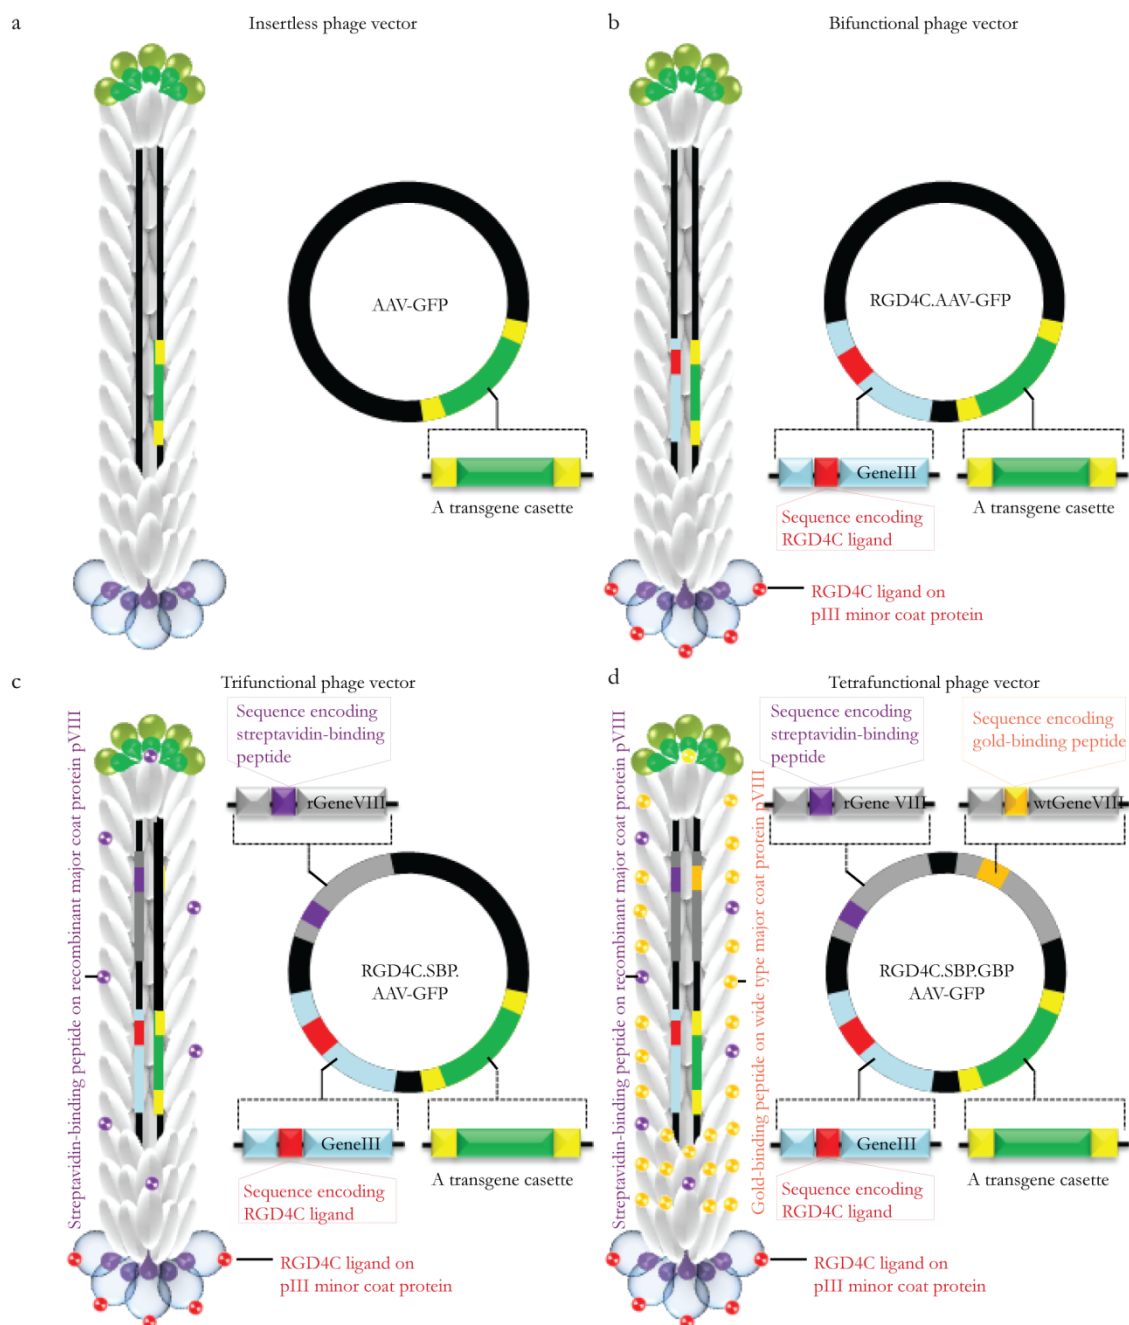 a
Insertless phage vector
AAV-GFP
A transgene casette
b
Bifunctional phage vector
RGD4C.AAV-GFP
GeneIII
Sequence encoding
RGD4C ligand
A transgene casette
RGD4C ligand on
pIII minor coat protein
c
Trifunctional phage vector
Streptavidin-binding peptide on recombinant major coat protein pVIII
Sequence encoding
streptavidin-binding
peptide
rGeneVIII
RGD4C.SBP.
AAV-GFP
GeneIII
Sequence encoding
RGD4C ligand
A transgene casette
RGD4C ligand on
pIII minor coat protein
d
Tetrafunctional phage vector
Streptavidin-binding peptide on recombinant major coat protein pVIII
Gold-binding peptide on wide type major coat protein pVIII
Sequence encoding
streptavidin-binding
peptide
Sequence encoding
gold-binding peptide
rGene VIII
wtGeneVIII
RGD4C.SBP.GBP
AAV-GFP
GeneIII
Sequence encoding
RGD4C ligand
A transgene casette
RGD4C ligand on
pIII minor coat protein